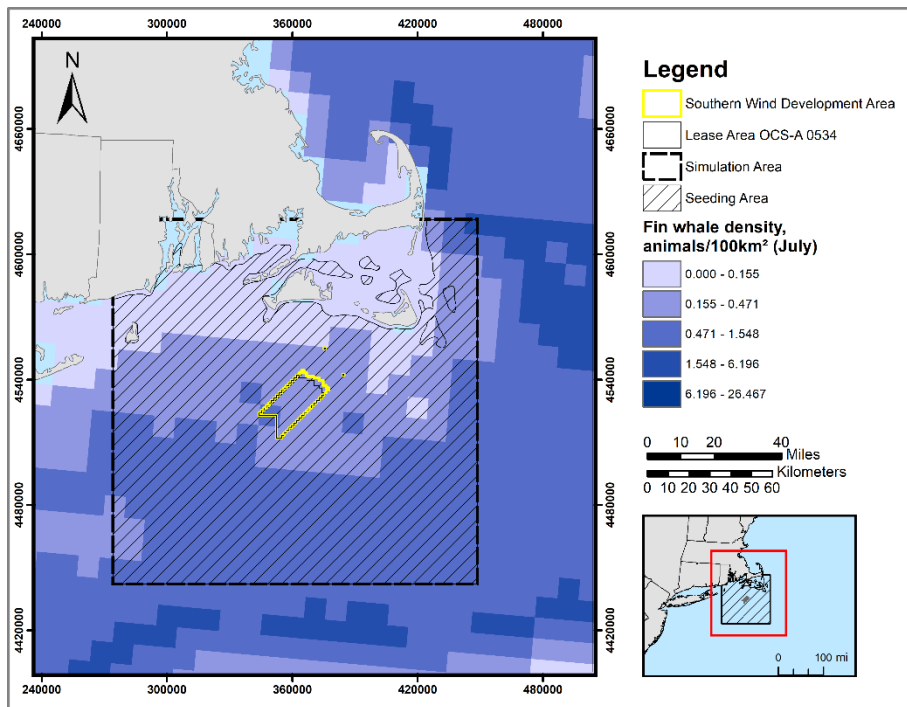 240000 300000 360000 420000 480000
N
4660000
4600000
4540000
4480000
4420000
4660000
4600000
4540000
4480000
4420000
240000 300000 360000 420000 480000
Legend
Southern Wind Development Area
Lease Area OCS-A 0534
Simulation Area
Seeding Area
Fin whale density,
animals/100km² (July)
0.000 - 0.155
0.155 - 0.471
0.471 - 1.548
1.548 - 6.196
6.196 - 26.467
0 10 20 40
Miles
Kilometers
0 10 20 30 40 50 60
0 100 mi